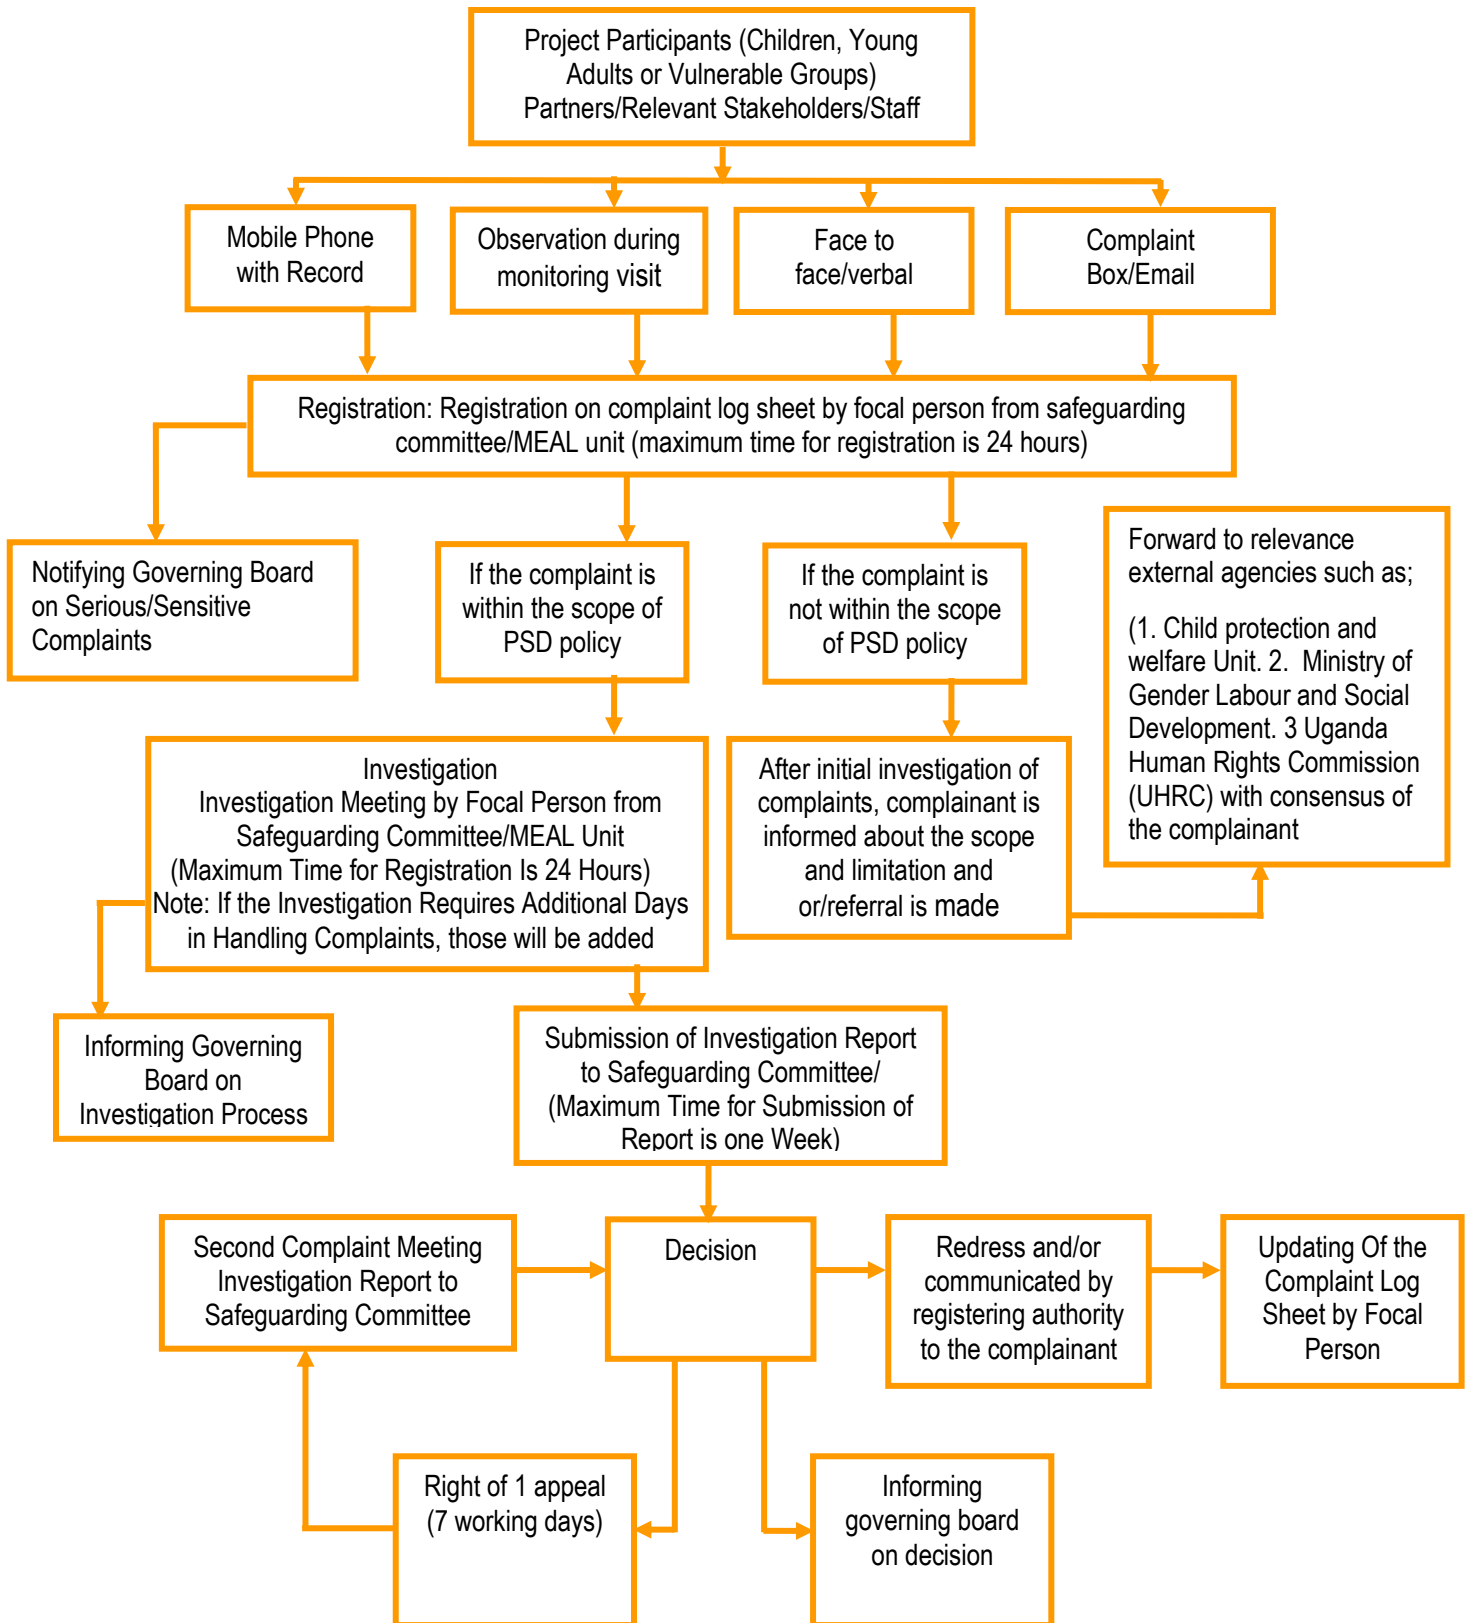 Project Participants (Children, Young
Adults or Vulnerable Groups)
Partners/Relevant Stakeholders/Staff
Mobile Phone
with Record
Observation during
monitoring visit
Face to
face/verbal
Complaint
Box/Email
Registration: Registration on complaint log sheet by focal person from safeguarding
committee/MEAL unit (maximum time for registration is 24 hours)
Notifying Governing Board
on Serious/Sensitive
Complaints
If the complaint is
within the scope of
PSD policy
If the complaint is
not within the scope
of PSD policy
Forward to relevance
external agencies such as;
(1. Child protection and
welfare Unit. 2. Ministry of
Gender Labour and Social
Development. 3 Uganda
Human Rights Commission
(UHRC) with consensus of
the complainant
Investigation
Investigation Meeting by Focal Person from
Safeguarding Committee/MEAL Unit
(Maximum Time for Registration Is 24 Hours)
Note: If the Investigation Requires Additional Days
in Handling Complaints, those will be added
After initial investigation of
complaints, complainant is
informed about the scope
and limitation and
or/referral is made
Informing Governing
Board on
Investigation Process
Submission of Investigation Report
to Safeguarding Committee/
(Maximum Time for Submission of
Report is one Week)
Second Complaint Meeting
Investigation Report to
Safeguarding Committee
Decision
Redress and/or
communicated by
registering authority
to the complainant
Updating Of the
Complaint Log
Sheet by Focal
Person
Right of 1 appeal
(7 working days)
Informing
governing board
on decision